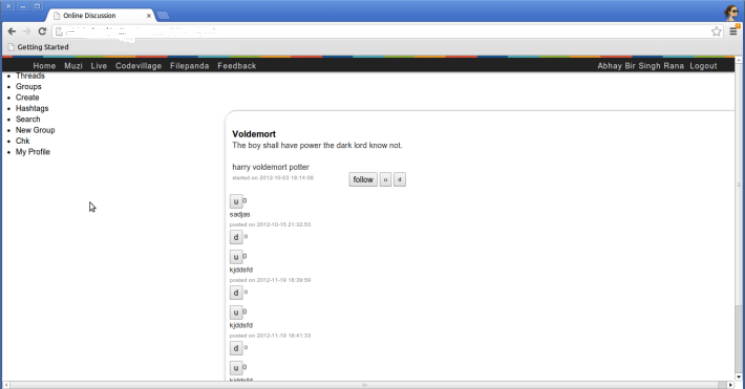 Online Discussion
Getting Started
Home Muzi Live Codevillage Filepanda Feedback Abhay Bir Singh Rana Logout
Threads
Groups
Create
Hashtags
Search
New Group
Chk
My Profile
Voldemort
The boy shall have power the dark lord know not.
harry voldemort potter
started on 2012-10-03 18:14:08
follow u d
u 0
sadjas
posted on 2012-10-15 21:32:53
d 0
u 0
kjddsfd
posted on 2012-11-19 18:39:59
d 0
u 0
kjddsfd
posted on 2012-11-19 18:41:33
d 0
u 0